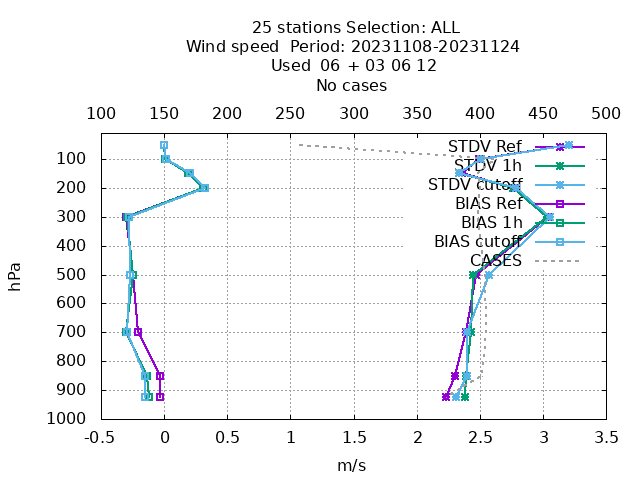 25 stations Selection: ALL
Wind speed  Period: 20231108-20231124
Used  06 + 03 06 12
No cases
100 150 200 250 300 350 400 450 500
STDV Ref
STDV 1h
STDV cutoff
BIAS Ref
BIAS 1h
BIAS cutoff
CASES
100
200
300
400
500
600
700
800
900
1000
hPa
-0.5 0 0.5 1 1.5 2 2.5 3 3.5
m/s